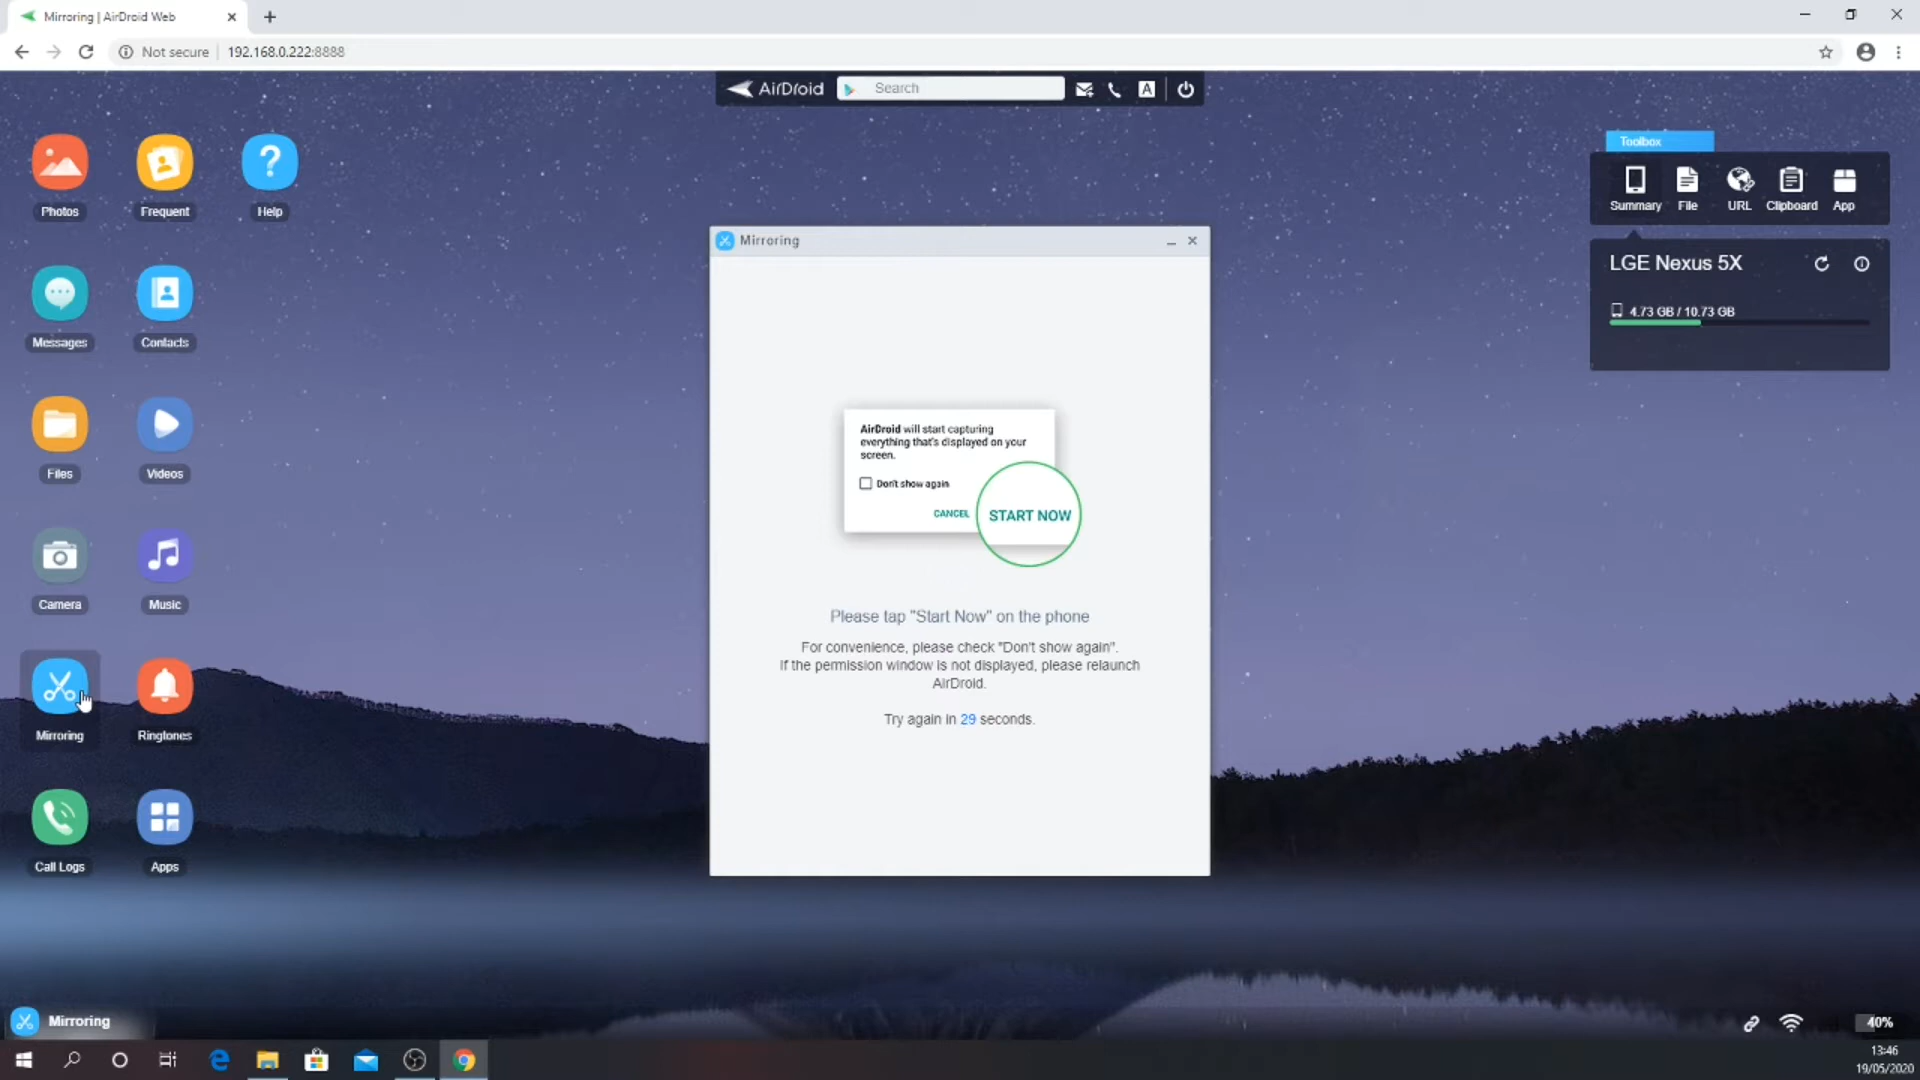 Mirroring | AirDroid Web
Not secure
192.168.0.222:8888
AirDroid
Search
A
Photos
Frequent
Help
Messages
Contacts
Files
Videos
Camera
Music
Mirroring
Ringtones
Call Logs
Apps
Mirroring
AirDroid will start capturing
everything that's displayed on your
screen.
Don't show again
CANCEL
START NOW
Please tap "Start Now" on the phone
For convenience, please check "Don't show again".
If the permission window is not displayed, please relaunch
AirDroid.
Try again in 29 seconds.
Toolbox
Summary
File
URL
Clipboard
App
LGE Nexus 5X
4.73 GB / 10.73 GB
Mirroring
40%
13:46
19/05/2020